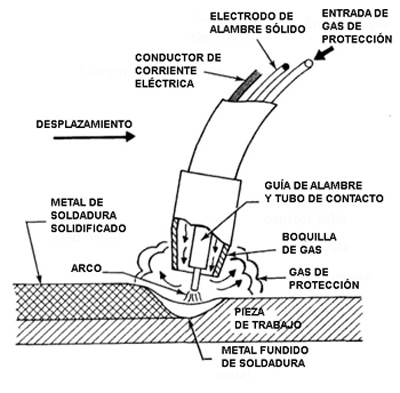 ELECTRODO DE
ALAMBRE SÓLIDO
ENTRADA DE
GAS DE
PROTECCIÓN
CONDUCTOR DE
CORRIENTE
ELÉCTRICA
DESPLAZAMIENTO
GUÍA DE ALAMBRE
Y TUBO DE CONTACTO
METAL DE
SOLDADURA
SOLIDIFICADO
BOQUILLA
DE GAS
ARCO
GAS DE
PROTECCIÓN
PIEZA
DE TRABAJO
METAL FUNDIDO
DE SOLDADURA